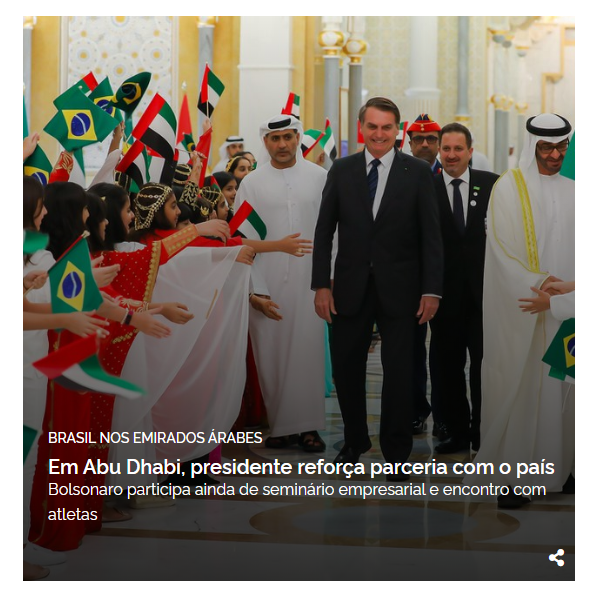 BRASIL NOS EMIRADOS ÁRABES
Em Abu Dhabi, presidente reforça parceria com o país
Bolsonaro participa ainda de seminário empresarial e encontro com
atletas